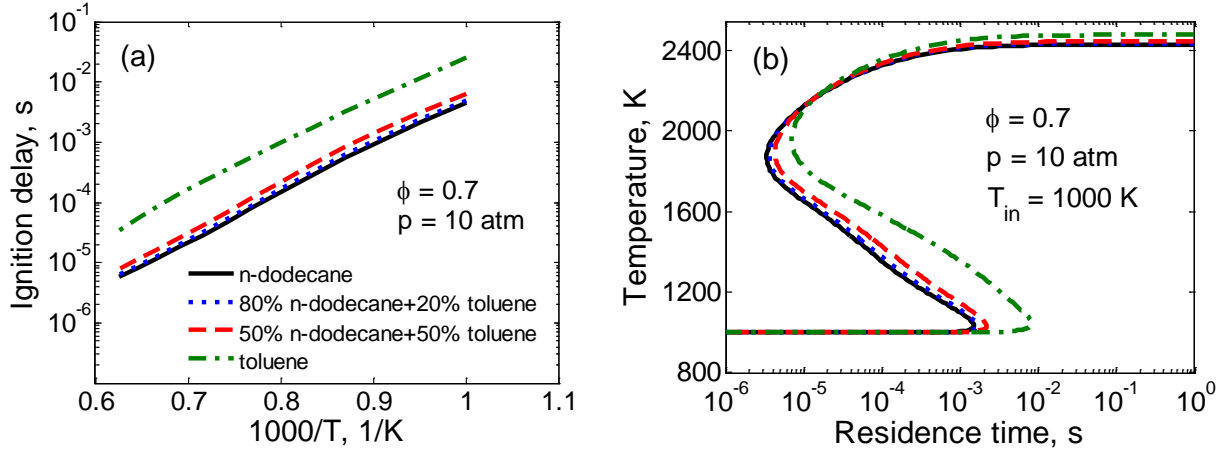 (a)
Ignition delay, s
10^-1
10^-2
10^-3
10^-4
10^-5
10^-6
ϕ = 0.7
p = 10 atm
n-dodecane
80% n-dodecane+20% toluene
50% n-dodecane+50% toluene
toluene
0.6 0.7 0.8 0.9 1 1.1
1000/T, 1/K
(b)
Temperature, K
2400
2000
1600
1200
800
ϕ = 0.7
p = 10 atm
T_in = 1000 K
10^-6 10^-5 10^-4 10^-3 10^-2 10^-1 10^0
Residence time, s